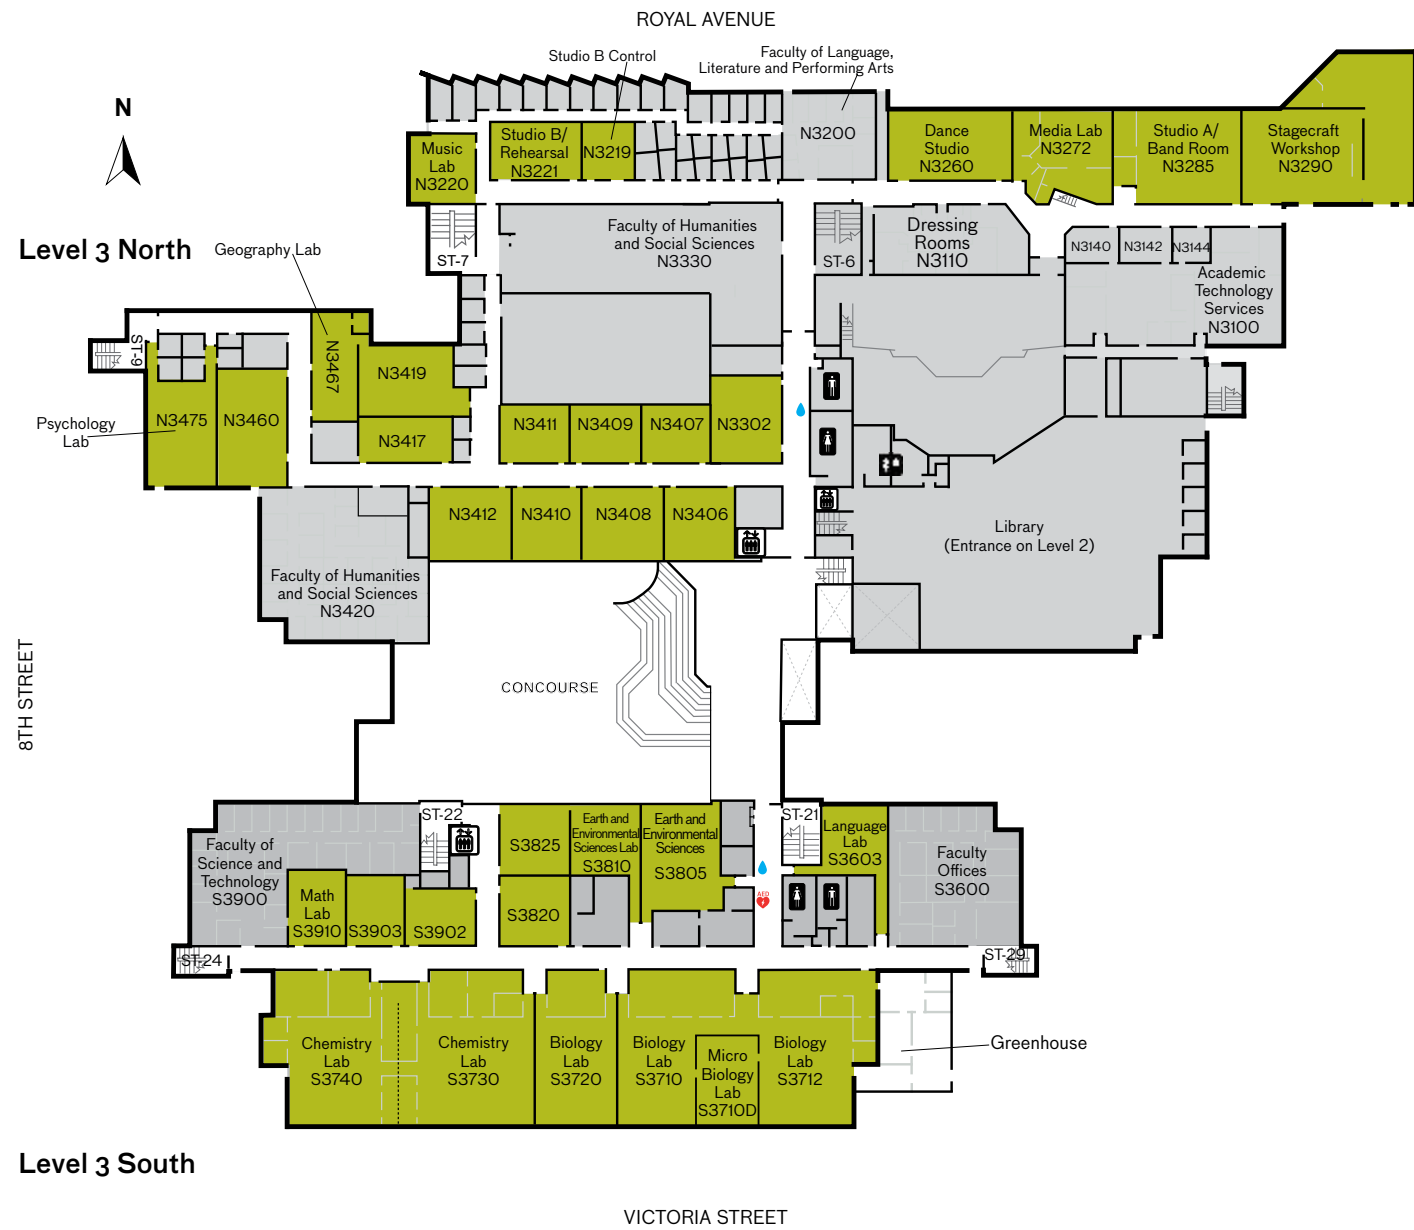 ROYAL AVENUE
Studio B Control
Faculty of Language,
Literature and Performing Arts
N
Music
Lab
N3220
Studio B/
Rehearsal
N3221
N3219
N3200
Dance
Studio
N3260
Media Lab
N3272
Studio A/
Band Room
N3285
Stagecraft
Workshop
N3290
Level 3 North
Geography Lab
ST-7
Faculty of Humanities
and Social Sciences
N3330
ST-6
Dressing
Rooms
N3110
N3140
N3142
N3144
Academic
Technology
Services
N3100
ST-9
N3467
N3419
Psychology
Lab
N3475
N3460
N3417
N3411
N3409
N3407
N3302
N3412
N3410
N3408
N3406
Library
(Entrance on Level 2)
Faculty of Humanities
and Social Sciences
N3420
8TH STREET
CONCOURSE
Faculty of
Science and
Technology
S3900
ST-22
S3825
Earth and
Environmental
Sciences Lab
S3810
Earth and
Environmental
Sciences
S3805
ST-21
Language
Lab
S3603
Faculty
Offices
S3600
Math
Lab
S3910
S3903
S3902
S3820
AED
ST-24
ST-29
Chemistry
Lab
S3740
Chemistry
Lab
S3730
Biology
Lab
S3720
Biology
Lab
S3710
Micro
Biology
Lab
S3710D
Biology
Lab
S3712
Greenhouse
Level 3 South
VICTORIA STREET